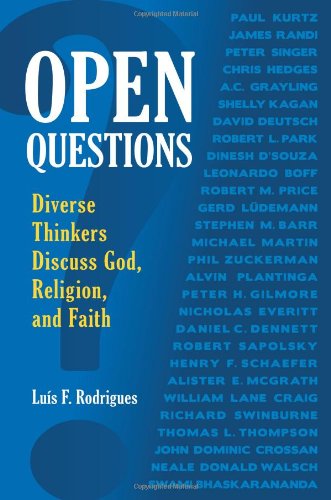 OPEN
QUESTIONS
Diverse
Thinkers
Discuss God,
Religion,
and Faith
Luís F. Rodrigues
PAUL KURTZ
JAMES RANDI
PETER SINGER
CHRIS HEDGES
A.C. GRAYLING
SHELLY KAGAN
DAVID DEUTSCH
ROBERT L. PARK
DINESH D'SOUZA
LEONARDO BOFF
ROBERT M. PRICE
GERD LÜDEMANN
STEPHEN M. BARR
MICHAEL MARTIN
PHIL ZUCKERMAN
ALVIN PLANTINGA
PETER H. GILMORE
NICHOLAS EVERITT
DANIEL C. DENNETT
ROBERT SAPOLSKY
HENRY F. SCHAEFER
ALISTER E. MCGRATH
WILLIAM LANE CRAIG
RICHARD SWINBURNE
THOMAS L. THOMPSON
JOHN DOMINIC CROSSAN
NEALE DONALD WALSCH
SWAMI BHASKARANANDA